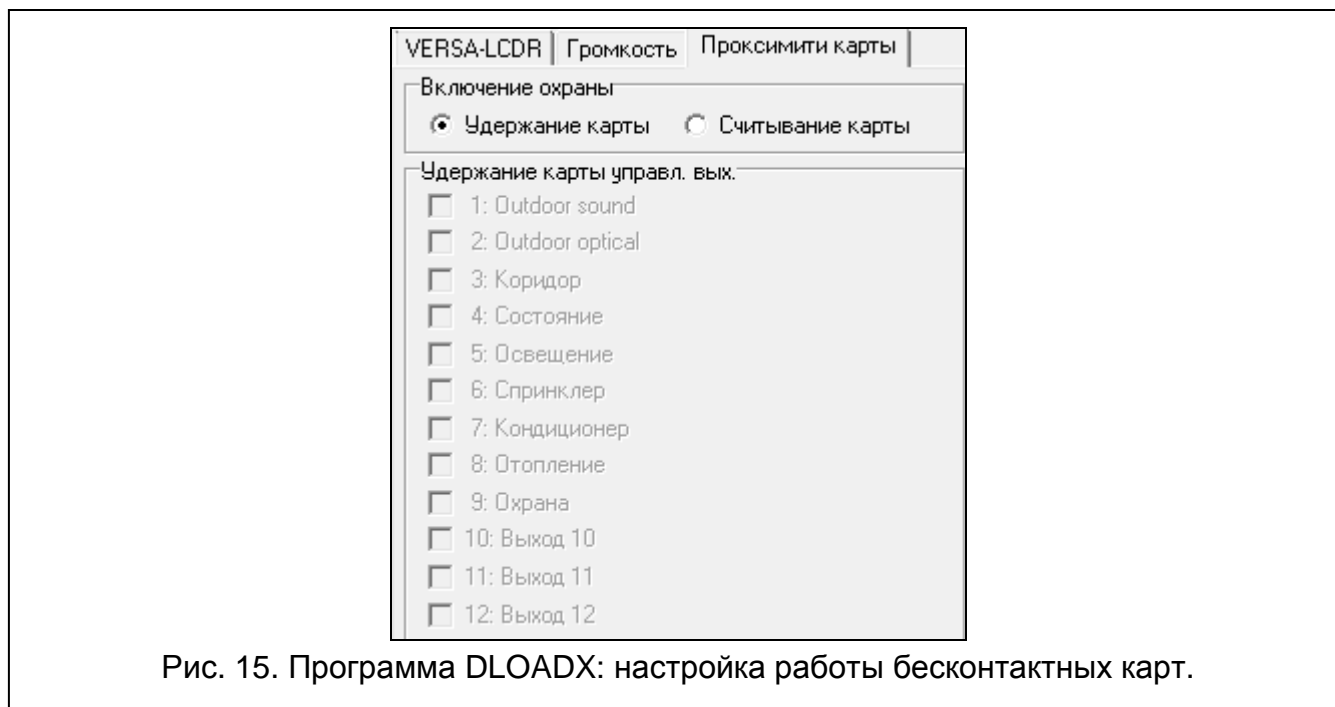 VERSA-LCDR Громкость Проксимити карты
Включение охраны
Удержание карты Считывание карты
Удержание карты управл. вых.
1: Outdoor sound
2: Outdoor optical
3: Коридор
4: Состояние
5: Освещение
6: Спринклер
7: Кондиционер
8: Отопление
9: Охрана
10: Выход 10
11: Выход 11
12: Выход 12
Рис. 15. Программа DLOADX: настройка работы бесконтактных карт.